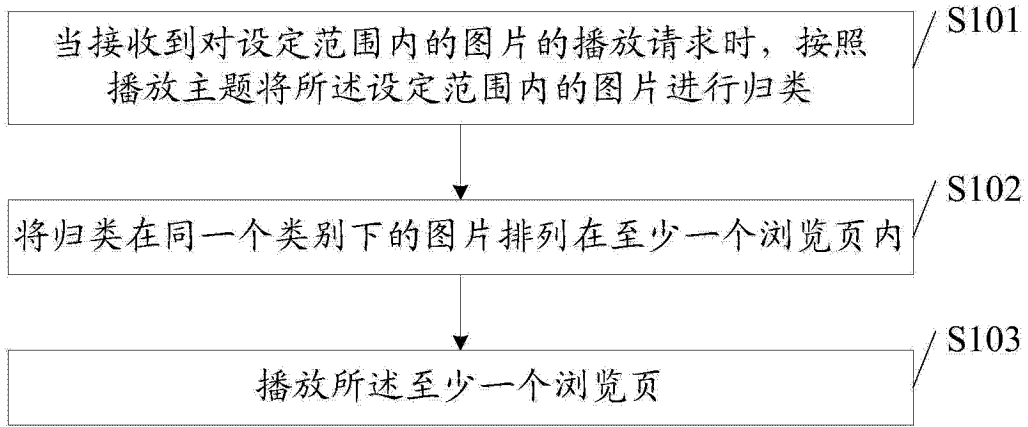 S101
当接收到对设定范围内的图片的播放请求时，按照
播放主题将所述设定范围内的图片进行归类
S102
将归类在同一个类别下的图片排列在至少一个浏览页内
S103
播放所述至少一个浏览页